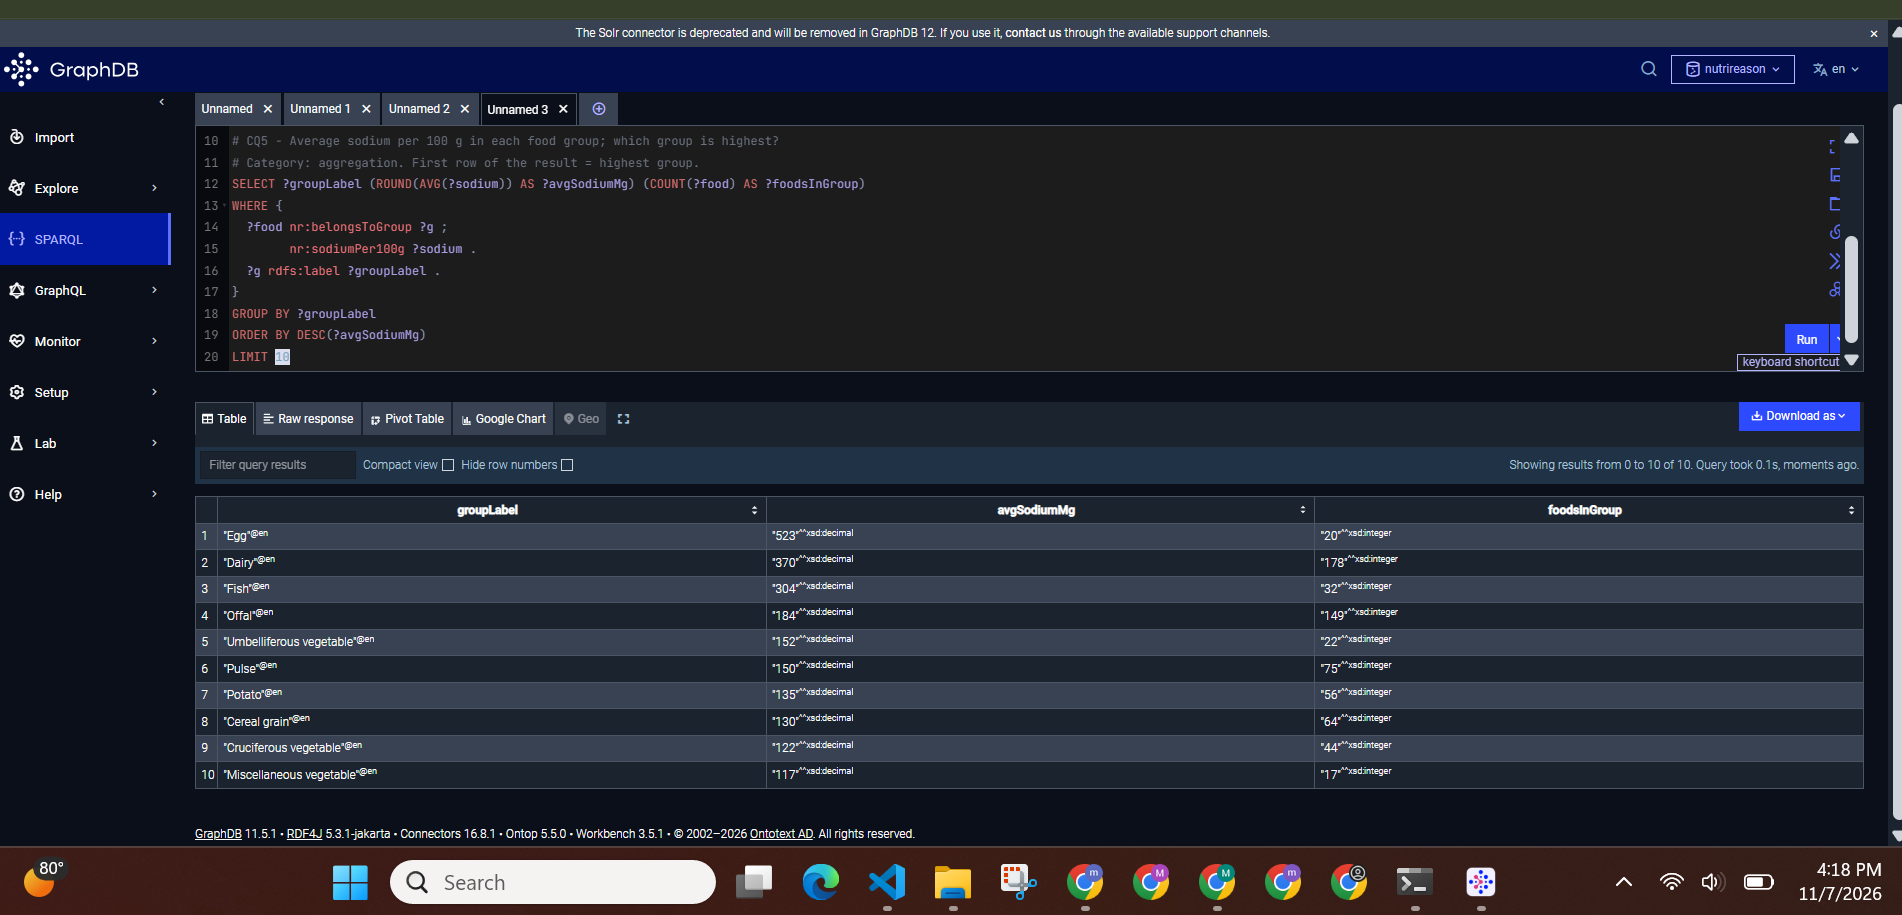 The Solr connector is deprecated and will be removed in GraphDB 12. If you use it, contact us through the available support channels. ×
GraphDB
nutrireason
en
Import
Explore
SPARQL
GraphQL
Monitor
Setup
Lab
Help
Unnamed × Unnamed 1 × Unnamed 2 × Unnamed 3 ×
10 # CQ5 - Average sodium per 100 g in each food group; which group is highest?
11 # Category: aggregation. First row of the result = highest group.
12 SELECT ?groupLabel (ROUND(AVG(?sodium)) AS ?avgSodiumMg) (COUNT(?food) AS ?foodsInGroup)
13 WHERE {
14 ?food nr:belongsToGroup ?g ;
15 nr:sodiumPer100g ?sodium .
16 ?g rdfs:label ?groupLabel .
17 }
18 GROUP BY ?groupLabel
19 ORDER BY DESC(?avgSodiumMg)
20 LIMIT 10
Run
keyboard shortcut
Table Raw response Pivot Table Google Chart Geo
Download as
Filter query results Compact view Hide row numbers
Showing results from 0 to 10 of 10. Query took 0.1s, moments ago.
groupLabel avgSodiumMg foodsInGroup
1 "Egg"@en "523"^^xsd:decimal "20"^^xsd:integer
2 "Dairy"@en "370"^^xsd:decimal "178"^^xsd:integer
3 "Fish"@en "304"^^xsd:decimal "32"^^xsd:integer
4 "Offal"@en "184"^^xsd:decimal "149"^^xsd:integer
5 "Umbelliferous vegetable"@en "152"^^xsd:decimal "22"^^xsd:integer
6 "Pulse"@en "150"^^xsd:decimal "75"^^xsd:integer
7 "Potato"@en "135"^^xsd:decimal "56"^^xsd:integer
8 "Cereal grain"@en "130"^^xsd:decimal "64"^^xsd:integer
9 "Cruciferous vegetable"@en "122"^^xsd:decimal "44"^^xsd:integer
10 "Miscellaneous vegetable"@en "117"^^xsd:decimal "17"^^xsd:integer
GraphDB 11.5.1 • RDF4J 5.3.1-jakarta • Connectors 16.8.1 • Ontop 5.5.0 • Workbench 3.5.1 • © 2002–2026 Ontotext AD. All rights reserved.
80°
Search
m M M m
4:18 PM
11/7/2026